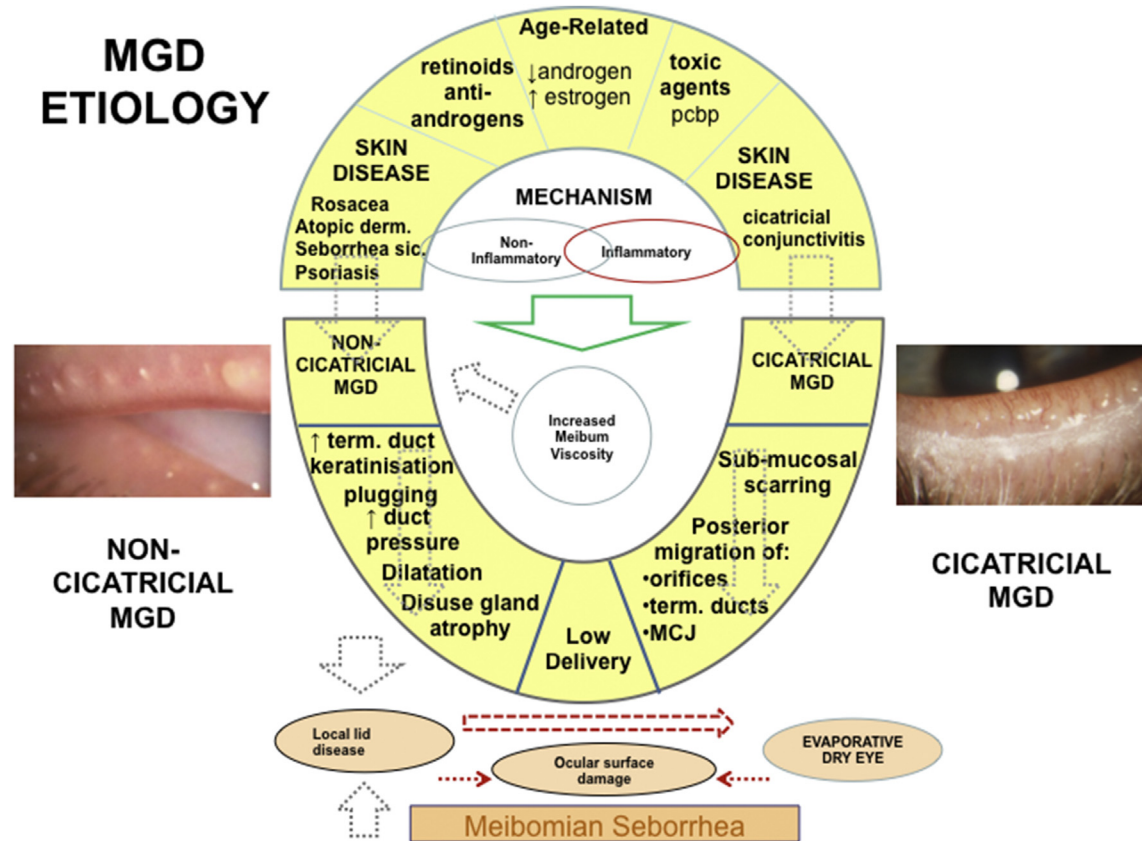 MGD
ETIOLOGY
Age-Related
↓androgen
↑ estrogen
retinoids
anti-
androgens
toxic
agents
pcbp
SKIN
DISEASE
Rosacea
Atopic derm.
Seborrhea sic.
Psoriasis
SKIN
DISEASE
cicatricial
conjunctivitis
MECHANISM
Non-
Inflammatory
Inflammatory
NON-
CICATRICIAL
MGD
CICATRICIAL
MGD
Increased
Meibum
Viscosity
↑ term. duct
keratinisation
plugging
↑ duct
pressure
Dilatation
Disuse gland
atrophy
Sub-mucosal
scarring
Posterior
migration of:
•orifices
•term. ducts
•MCJ
Low
Delivery
NON-
CICATRICIAL
MGD
CICATRICIAL
MGD
Local lid
disease
Ocular surface
damage
EVAPORATIVE
DRY EYE
Meibomian Seborrhea